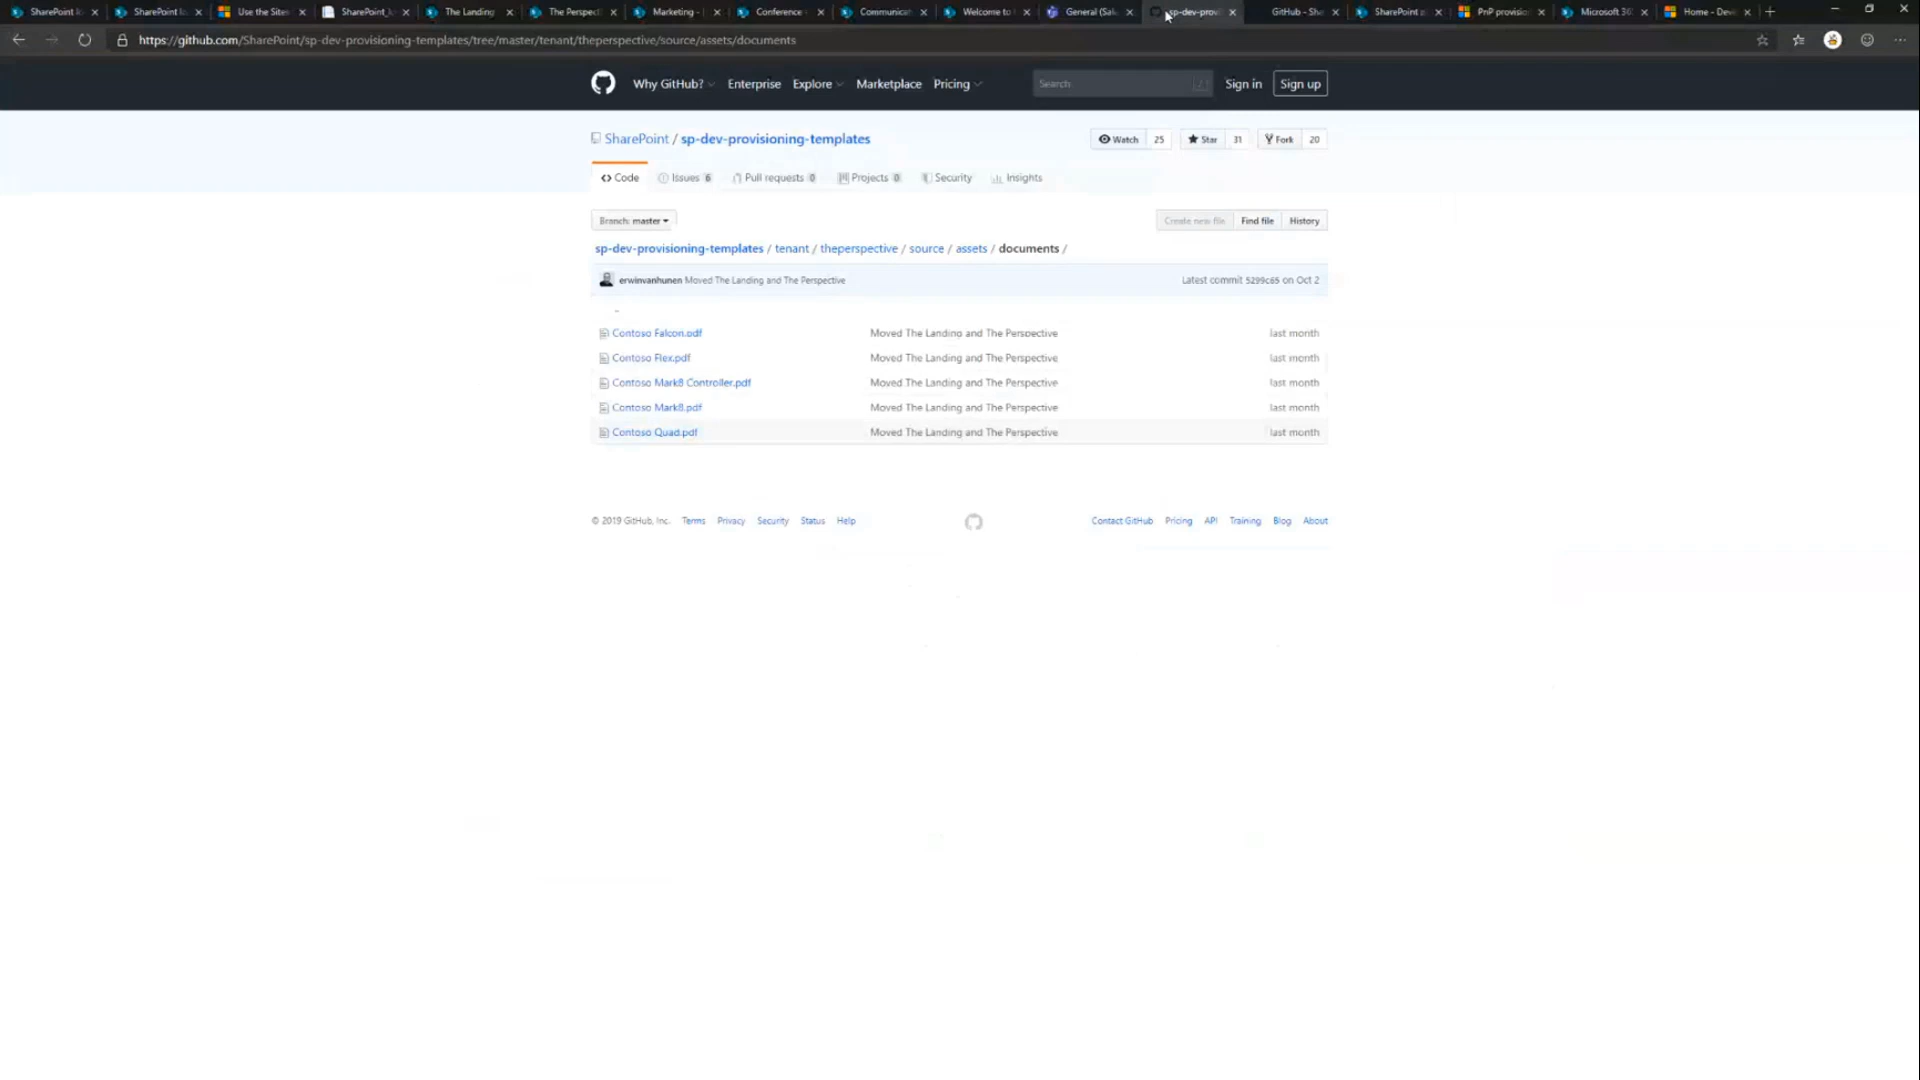 SharePoint
SharePoint
Use the Sites
SharePoint
The Landing
The Perspect
Marketing -
Conference
Communicat
Welcome to
General (Sal
sp-dev-provi
GitHub - Sha
SharePoint
PnP provisio
Microsoft 36
Home - Dev
https://github.com/SharePoint/sp-dev-provisioning-templates/tree/master/tenant/theperspective/source/assets/documents
Why GitHub? Enterprise Explore Marketplace Pricing Search / Sign in Sign up
SharePoint / sp-dev-provisioning-templates
Watch 25 Star 31 Fork 20
<> Code Issues 6 Pull requests 0 Projects 0 Security Insights
Branch: master Create new file Find file History
sp-dev-provisioning-templates / tenant / theperspective / source / assets / documents /
erwinvanhunen Moved The Landing and The Perspective Latest commit 5299c65 on Oct 2
..
Contoso Falcon.pdf Moved The Landing and The Perspective last month
Contoso Flex.pdf Moved The Landing and The Perspective last month
Contoso Mark8 Controller.pdf Moved The Landing and The Perspective last month
Contoso Mark8.pdf Moved The Landing and The Perspective last month
Contoso Quad.pdf Moved The Landing and The Perspective last month
© 2019 GitHub, Inc. Terms Privacy Security Status Help Contact GitHub Pricing API Training Blog About